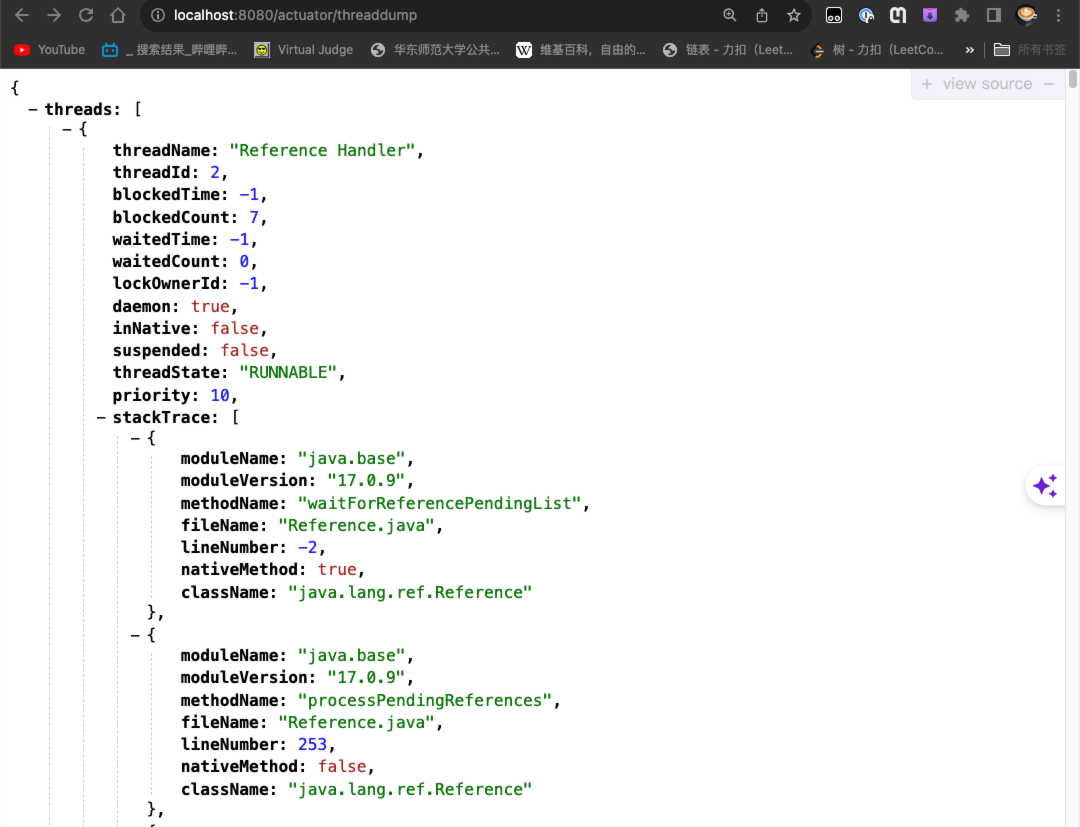 localhost:8080/actuator/threaddump
YouTube _ 搜索结果_哔哩哔... Virtual Judge 华东师范大学公共... W 维基百科，自由的... 链表 - 力扣（Leet... 树 - 力扣（LeetCo... » 所有书签
+ view source −
{
− threads: [
− {
threadName: "Reference Handler",
threadId: 2,
blockedTime: −1,
blockedCount: 7,
waitedTime: −1,
waitedCount: 0,
lockOwnerId: −1,
daemon: true,
inNative: false,
suspended: false,
threadState: "RUNNABLE",
priority: 10,
− stackTrace: [
− {
moduleName: "java.base",
moduleVersion: "17.0.9",
methodName: "waitForReferencePendingList",
fileName: "Reference.java",
lineNumber: −2,
nativeMethod: true,
className: "java.lang.ref.Reference"
},
− {
moduleName: "java.base",
moduleVersion: "17.0.9",
methodName: "processPendingReferences",
fileName: "Reference.java",
lineNumber: 253,
nativeMethod: false,
className: "java.lang.ref.Reference"
},